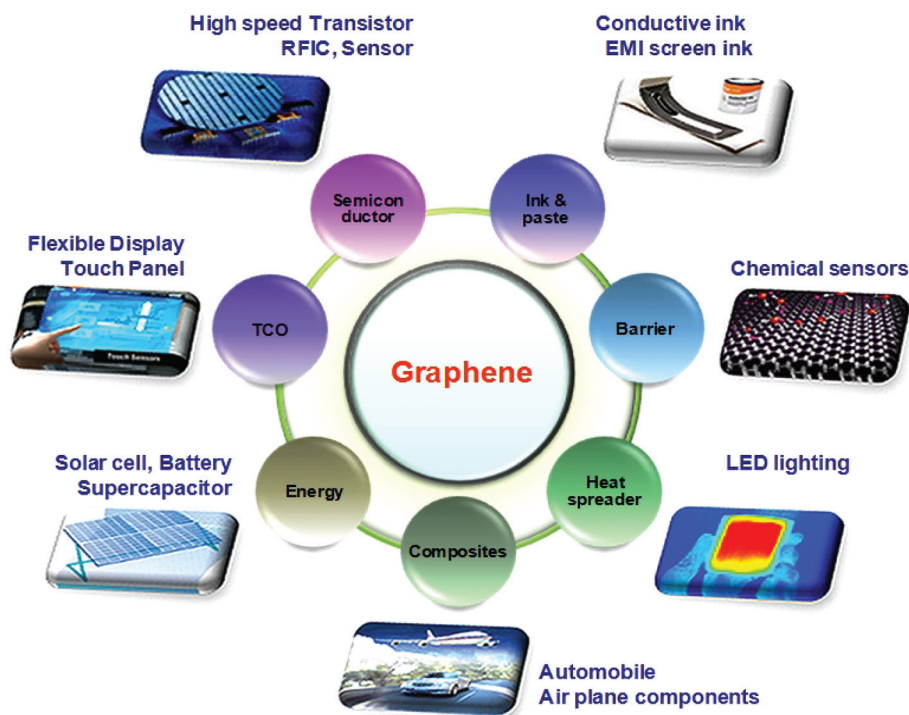 High speed Transistor
RFIC, Sensor
Conductive ink
EMI screen ink
Semicon
ductor
Ink &
paste
Flexible Display
Touch Panel
Chemical sensors
TCO
Barrier
Touch Sensors
Graphene
Solar cell, Battery
Supercapacitor
LED lighting
Energy
Heat
spreader
Composites
Automobile
Air plane components